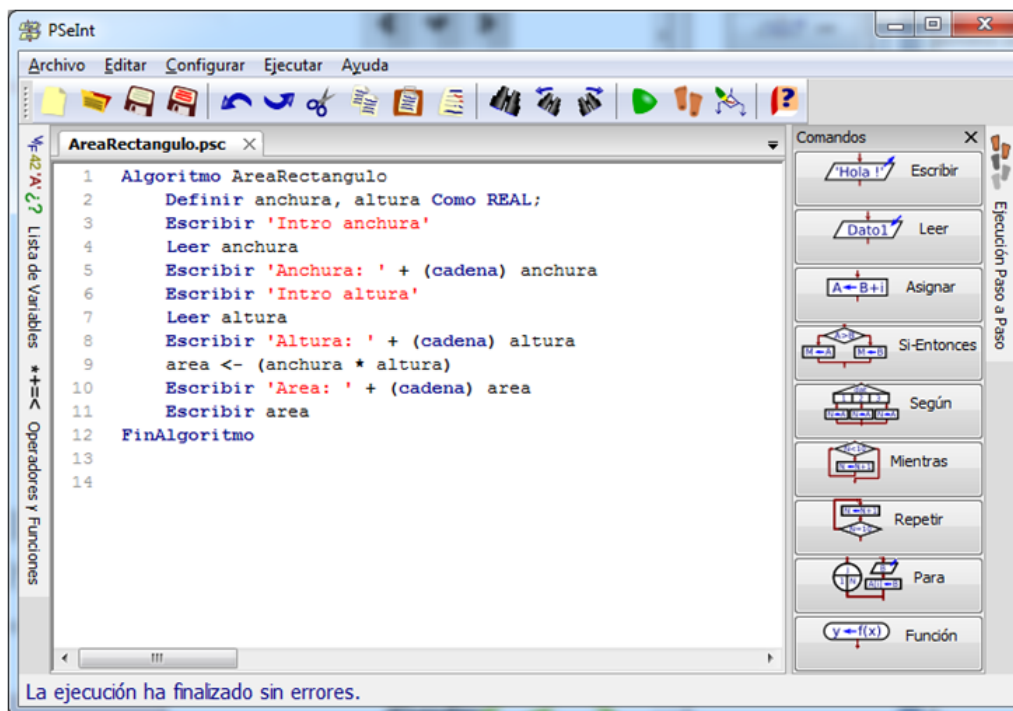 PSeInt
Archivo Editar Configurar Ejecutar Ayuda
AreaRectangulo.psc
1 Algoritmo AreaRectangulo
2 Definir anchura, altura Como REAL;
3 Escribir 'Intro anchura'
4 Leer anchura
5 Escribir 'Anchura: ' + (cadena) anchura
6 Escribir 'Intro altura'
7 Leer altura
8 Escribir 'Altura: ' + (cadena) altura
9 area <- (anchura * altura)
10 Escribir 'Area: ' + (cadena) area
11 Escribir area
12 FinAlgoritmo
13
14
VF 42 'A' ¿? Lista de Variables
*+=< Operadores y Funciones
Comandos
'Hola !' Escribir
Dato1 Leer
A←B+i Asignar
A>B M←A M←B Si-Entonces
Según
Mientras
Repetir
Para
y←f(x) Función
Ejecución Paso a Paso
La ejecución ha finalizado sin errores.